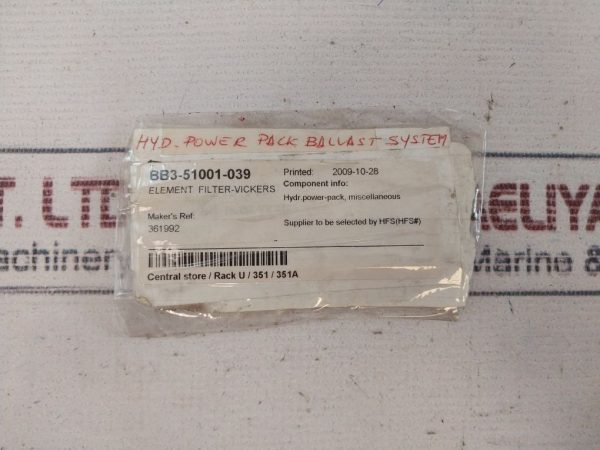 HYD. POWER PACK BALLAST SYSTEM
BB3-51001-039
ELEMENT FILTER-VICKERS
Maker's Ref:
361992
Printed: 2009-10-28
Component info:
Hydr.power-pack, miscellaneous
Supplier to be selected by HFS(HFS#)
Central store / Rack U / 351 / 351A
T. LTD
ELIYA
Machinery
Marine &